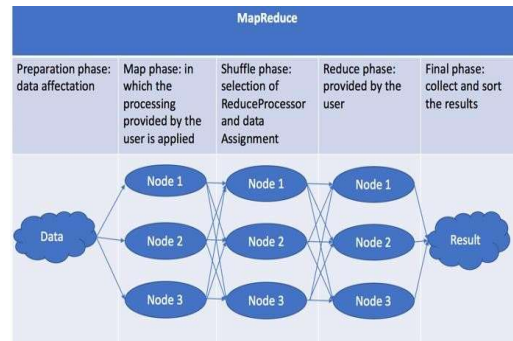 MapReduce
Preparation phase:
data affectation
Map phase: in
which the
processing
provided by the
user is applied
Shuffle phase:
selection of
ReduceProcessor
and data
Assignment
Reduce phase:
provided by the
user
Final phase:
collect and sort
the results
Data
Node 1
Node 2
Node 3
Node 1
Node 2
Node 3
Node 1
Node 2
Node 3
Result